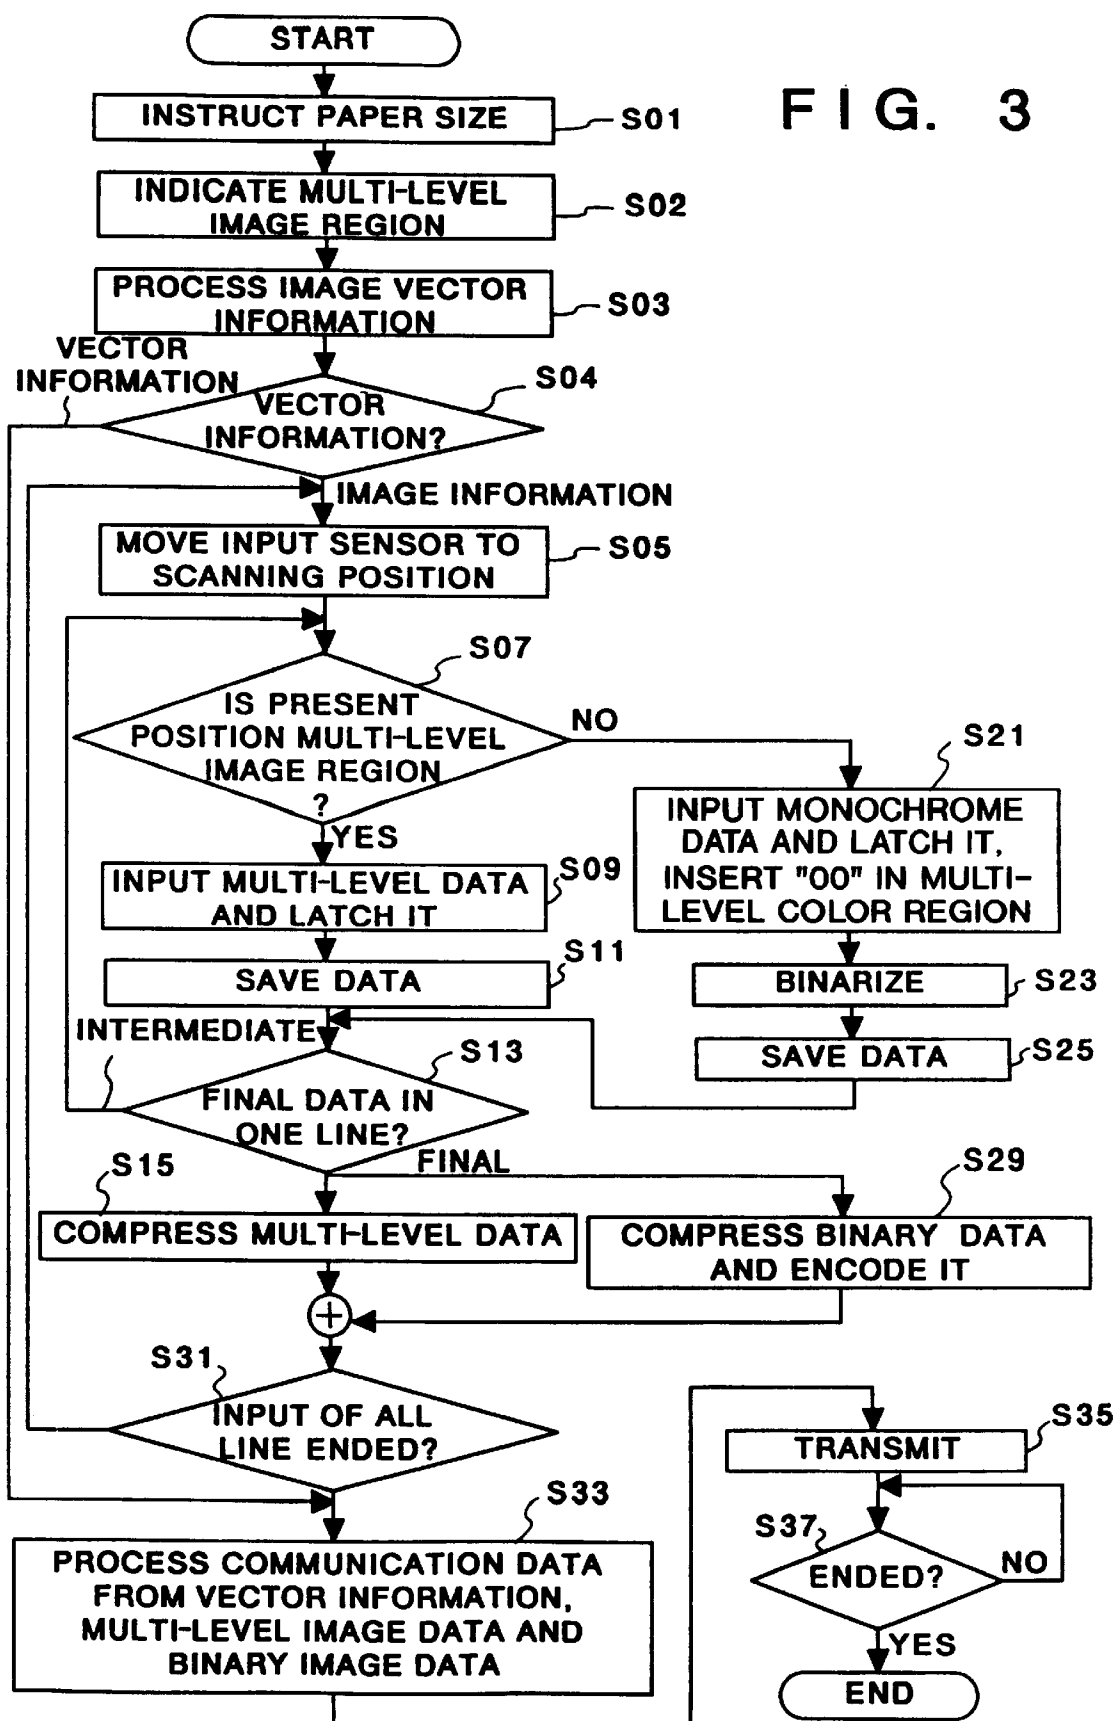 START
FIG. 3
INSTRUCT PAPER SIZE
S01
INDICATE MULTI-LEVEL
IMAGE REGION
S02
PROCESS IMAGE VECTOR
INFORMATION
S03
VECTOR
INFORMATION
S04
VECTOR
INFORMATION?
IMAGE INFORMATION
MOVE INPUT SENSOR TO
SCANNING POSITION
S05
S07
IS PRESENT
POSITION MULTI-LEVEL
IMAGE REGION
?
NO
YES
S21
INPUT MONOCHROME
DATA AND LATCH IT,
INSERT "00" IN MULTI-
LEVEL COLOR REGION
INPUT MULTI-LEVEL DATA
AND LATCH IT
S09
S11
SAVE DATA
BINARIZE
S23
SAVE DATA
S25
INTERMEDIATE
S13
FINAL DATA IN
ONE LINE?
FINAL
S15
COMPRESS MULTI-LEVEL DATA
S29
COMPRESS BINARY DATA
AND ENCODE IT
+
S31
INPUT OF ALL
LINE ENDED?
S33
PROCESS COMMUNICATION DATA
FROM VECTOR INFORMATION,
MULTI-LEVEL IMAGE DATA AND
BINARY IMAGE DATA
S35
TRANSMIT
S37
ENDED?
NO
YES
END